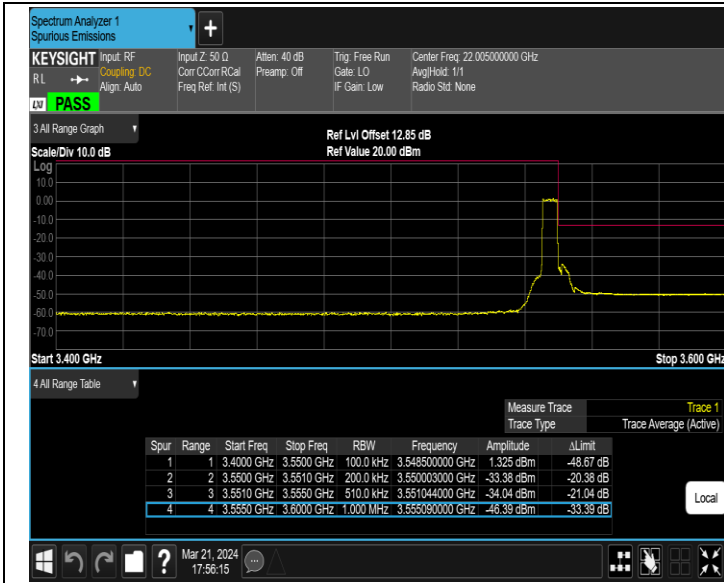 Spectrum Analyzer 1
Spurious Emissions
+
KEYSIGHT Input: RF Input Z: 50 Ω Atten: 40 dB Trig: Free Run Center Freq: 22.005000000 GHz
RL Coupling: DC Corr CCorr RCal Preamp: Off Gate: LO Avg|Hold: 1/1
Align: Auto Freq Ref: Int (S) IF Gain: Low Radio Std: None
LXI PASS
3 All Range Graph
Ref Lvl Offset 12.85 dB
Scale/Div 10.0 dB Ref Value 20.00 dBm
Log
10.0
0.00
-10.0
-20.0
-30.0
-40.0
-50.0
-60.0
-70.0
Start 3.400 GHz Stop 3.600 GHz
4 All Range Table
Measure Trace Trace 1
Trace Type Trace Average (Active)
Spur Range Start Freq Stop Freq RBW Frequency Amplitude ΔLimit
1 1 3.4000 GHz 3.5500 GHz 100.0 kHz 3.548500000 GHz 1.325 dBm -48.67 dB
2 2 3.5500 GHz 3.5510 GHz 200.0 kHz 3.550003000 GHz -33.38 dBm -20.38 dB
3 3 3.5510 GHz 3.5550 GHz 510.0 kHz 3.551044000 GHz -34.04 dBm -21.04 dB
4 4 3.5550 GHz 3.6000 GHz 1.000 MHz 3.555090000 GHz -46.39 dBm -33.39 dB
Local
? Mar 21, 2024
17:56:15